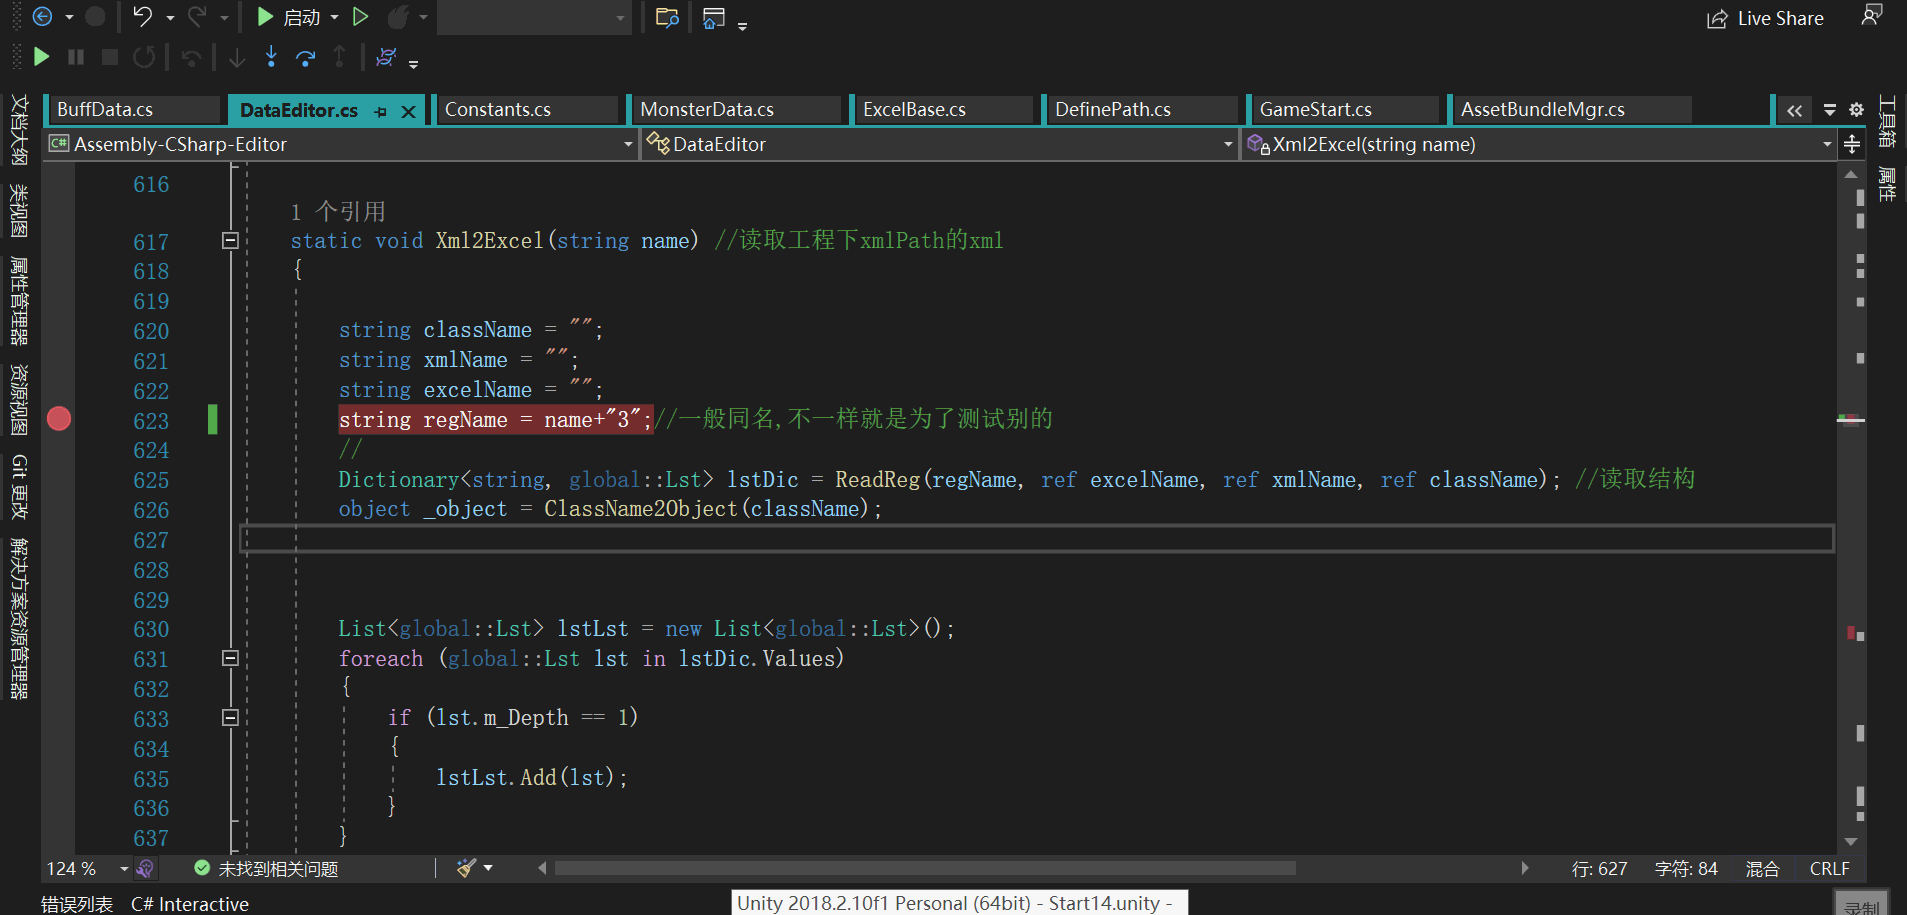 启动
Live Share
BuffData.cs
DataEditor.cs
Constants.cs
MonsterData.cs
ExcelBase.cs
DefinePath.cs
GameStart.cs
AssetBundleMgr.cs
C# Assembly-CSharp-Editor
DataEditor
Xml2Excel(string name)
文档大纲
类视图
属性管理器
资源视图
Git 更改
解决方案资源管理器
工具箱
属性
616
1 个引用
617 static void Xml2Excel(string name) //读取工程下xmlPath的xml
618 {
619
620 string className = "";
621 string xmlName = "";
622 string excelName = "";
623 string regName = name+"3";//一般同名,不一样就是为了测试别的
624 //
625 Dictionary<string, global::Lst> lstDic = ReadReg(regName, ref excelName, ref xmlName, ref className); //读取结构
626 object _object = ClassName2Object(className);
627
628
629
630 List<global::Lst> lstLst = new List<global::Lst>();
631 foreach (global::Lst lst in lstDic.Values)
632 {
633 if (lst.m_Depth == 1)
634 {
635 lstLst.Add(lst);
636 }
637 }
124 %
未找到相关问题
行: 627
字符: 84
混合
CRLF
错误列表
C# Interactive
Unity 2018.2.10f1 Personal (64bit) - Start14.unity -
录制